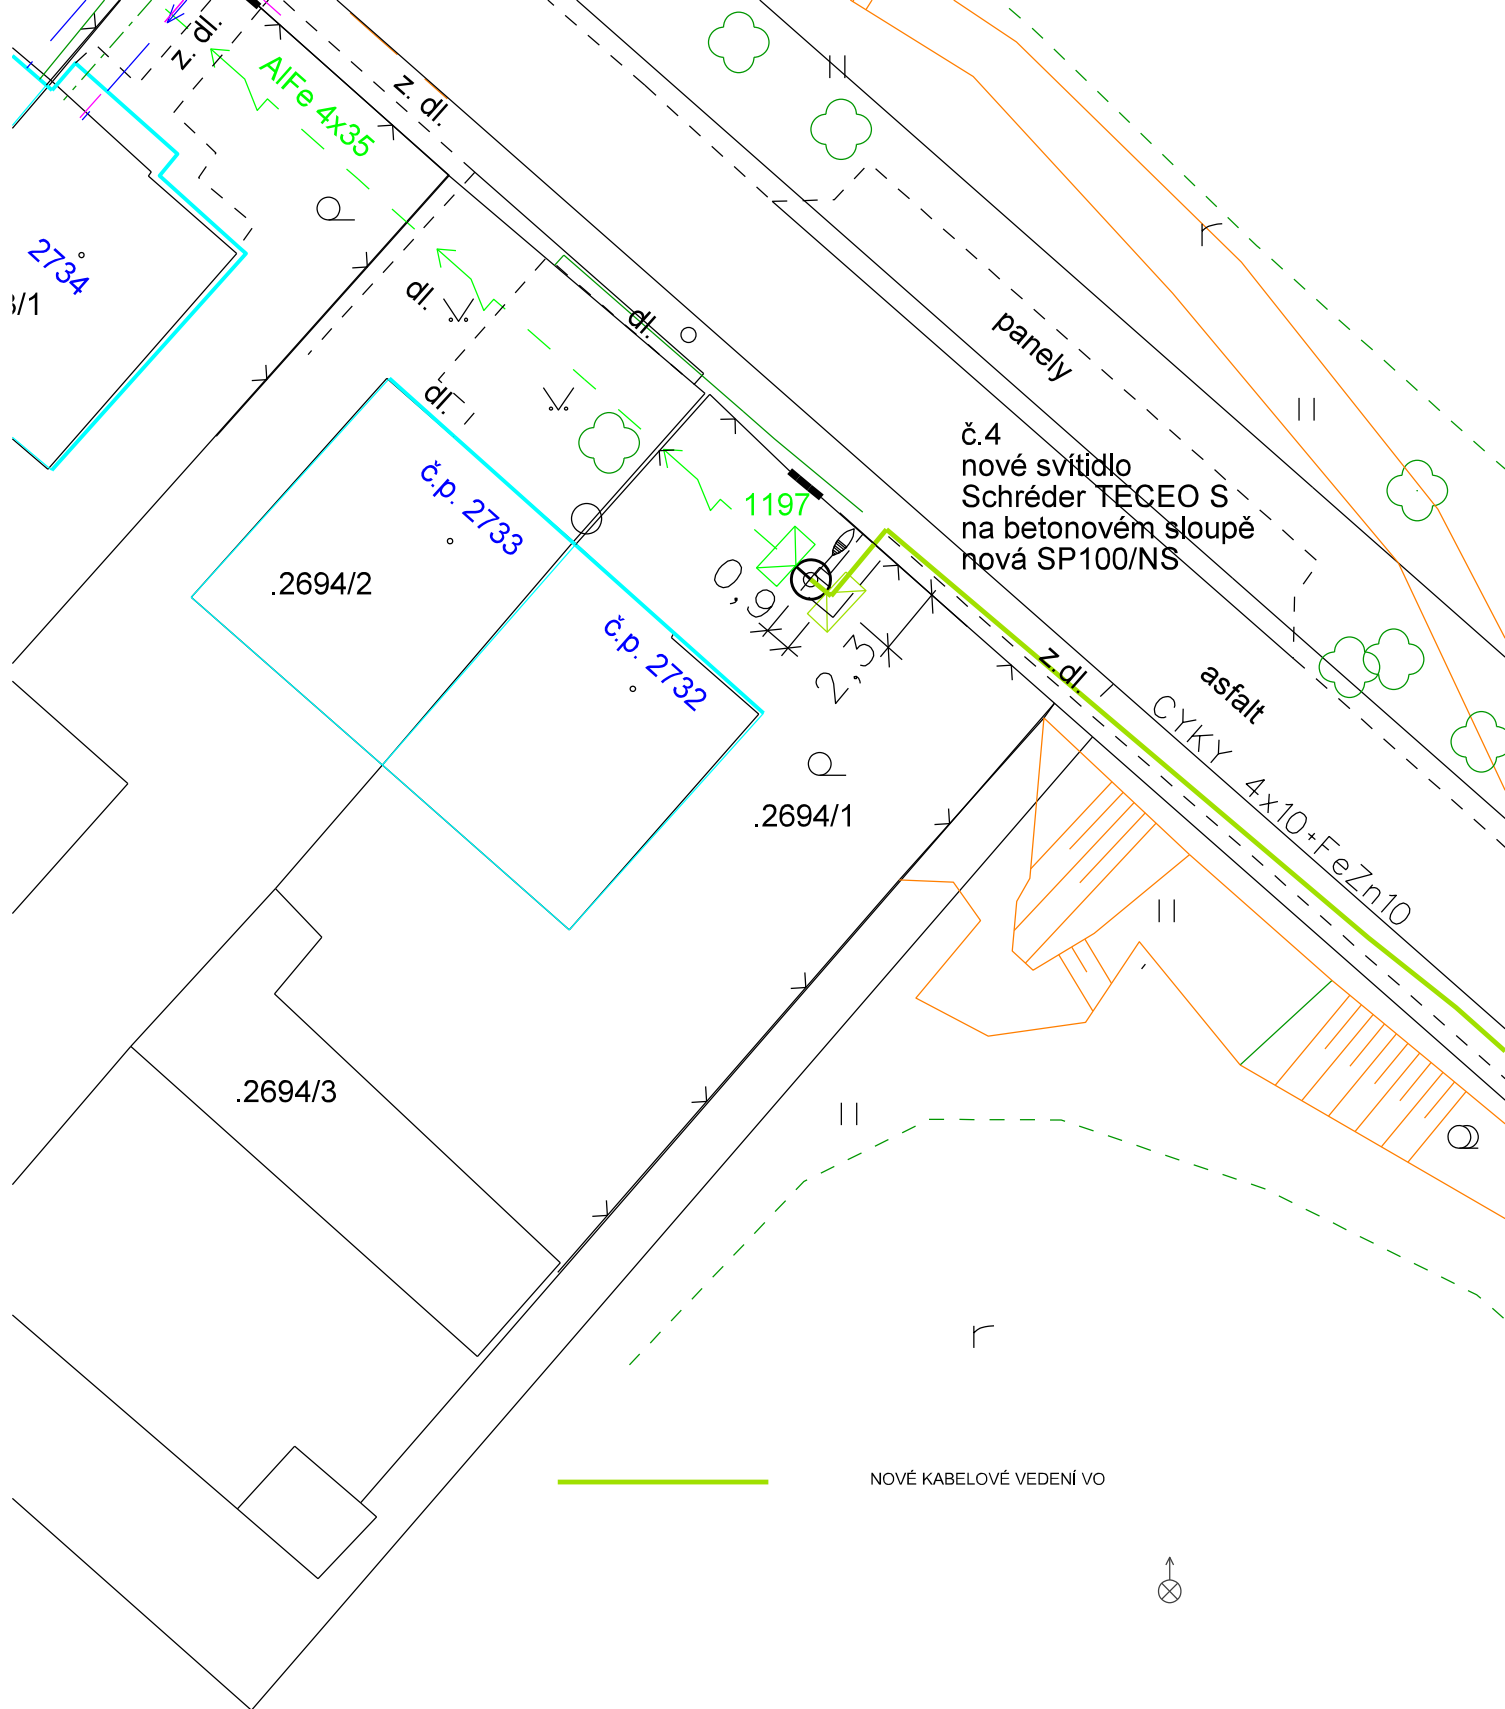 z. dl.
z. dl.
AlFe 4x35
2734
3/1
dl.
dl.
dl.
panely
č.4
nové svítidlo
Schréder TECEO S
na betonovém sloupě
nová SP100/NS
č.p. 2733
1197
.2694/2
0,9
2,3
č.p. 2732
z.dl.
asfalt
CYKY 4x10+FeZn10
.2694/1
.2694/3
NOVÉ KABELOVÉ VEDENÍ VO